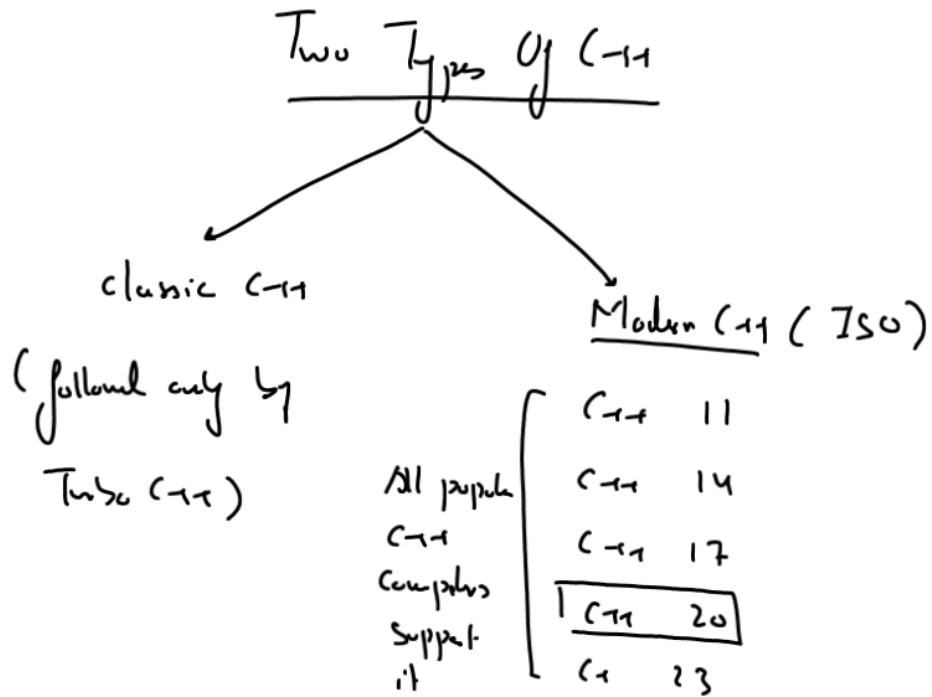 Two Types Of C++
Classic C++
(followed only by
Turbo C++)
Modern C++ (ISO)
All popular
C++
Compilers
Support
it
C++ 11
C++ 14
C++ 17
C++ 20
C+ 23